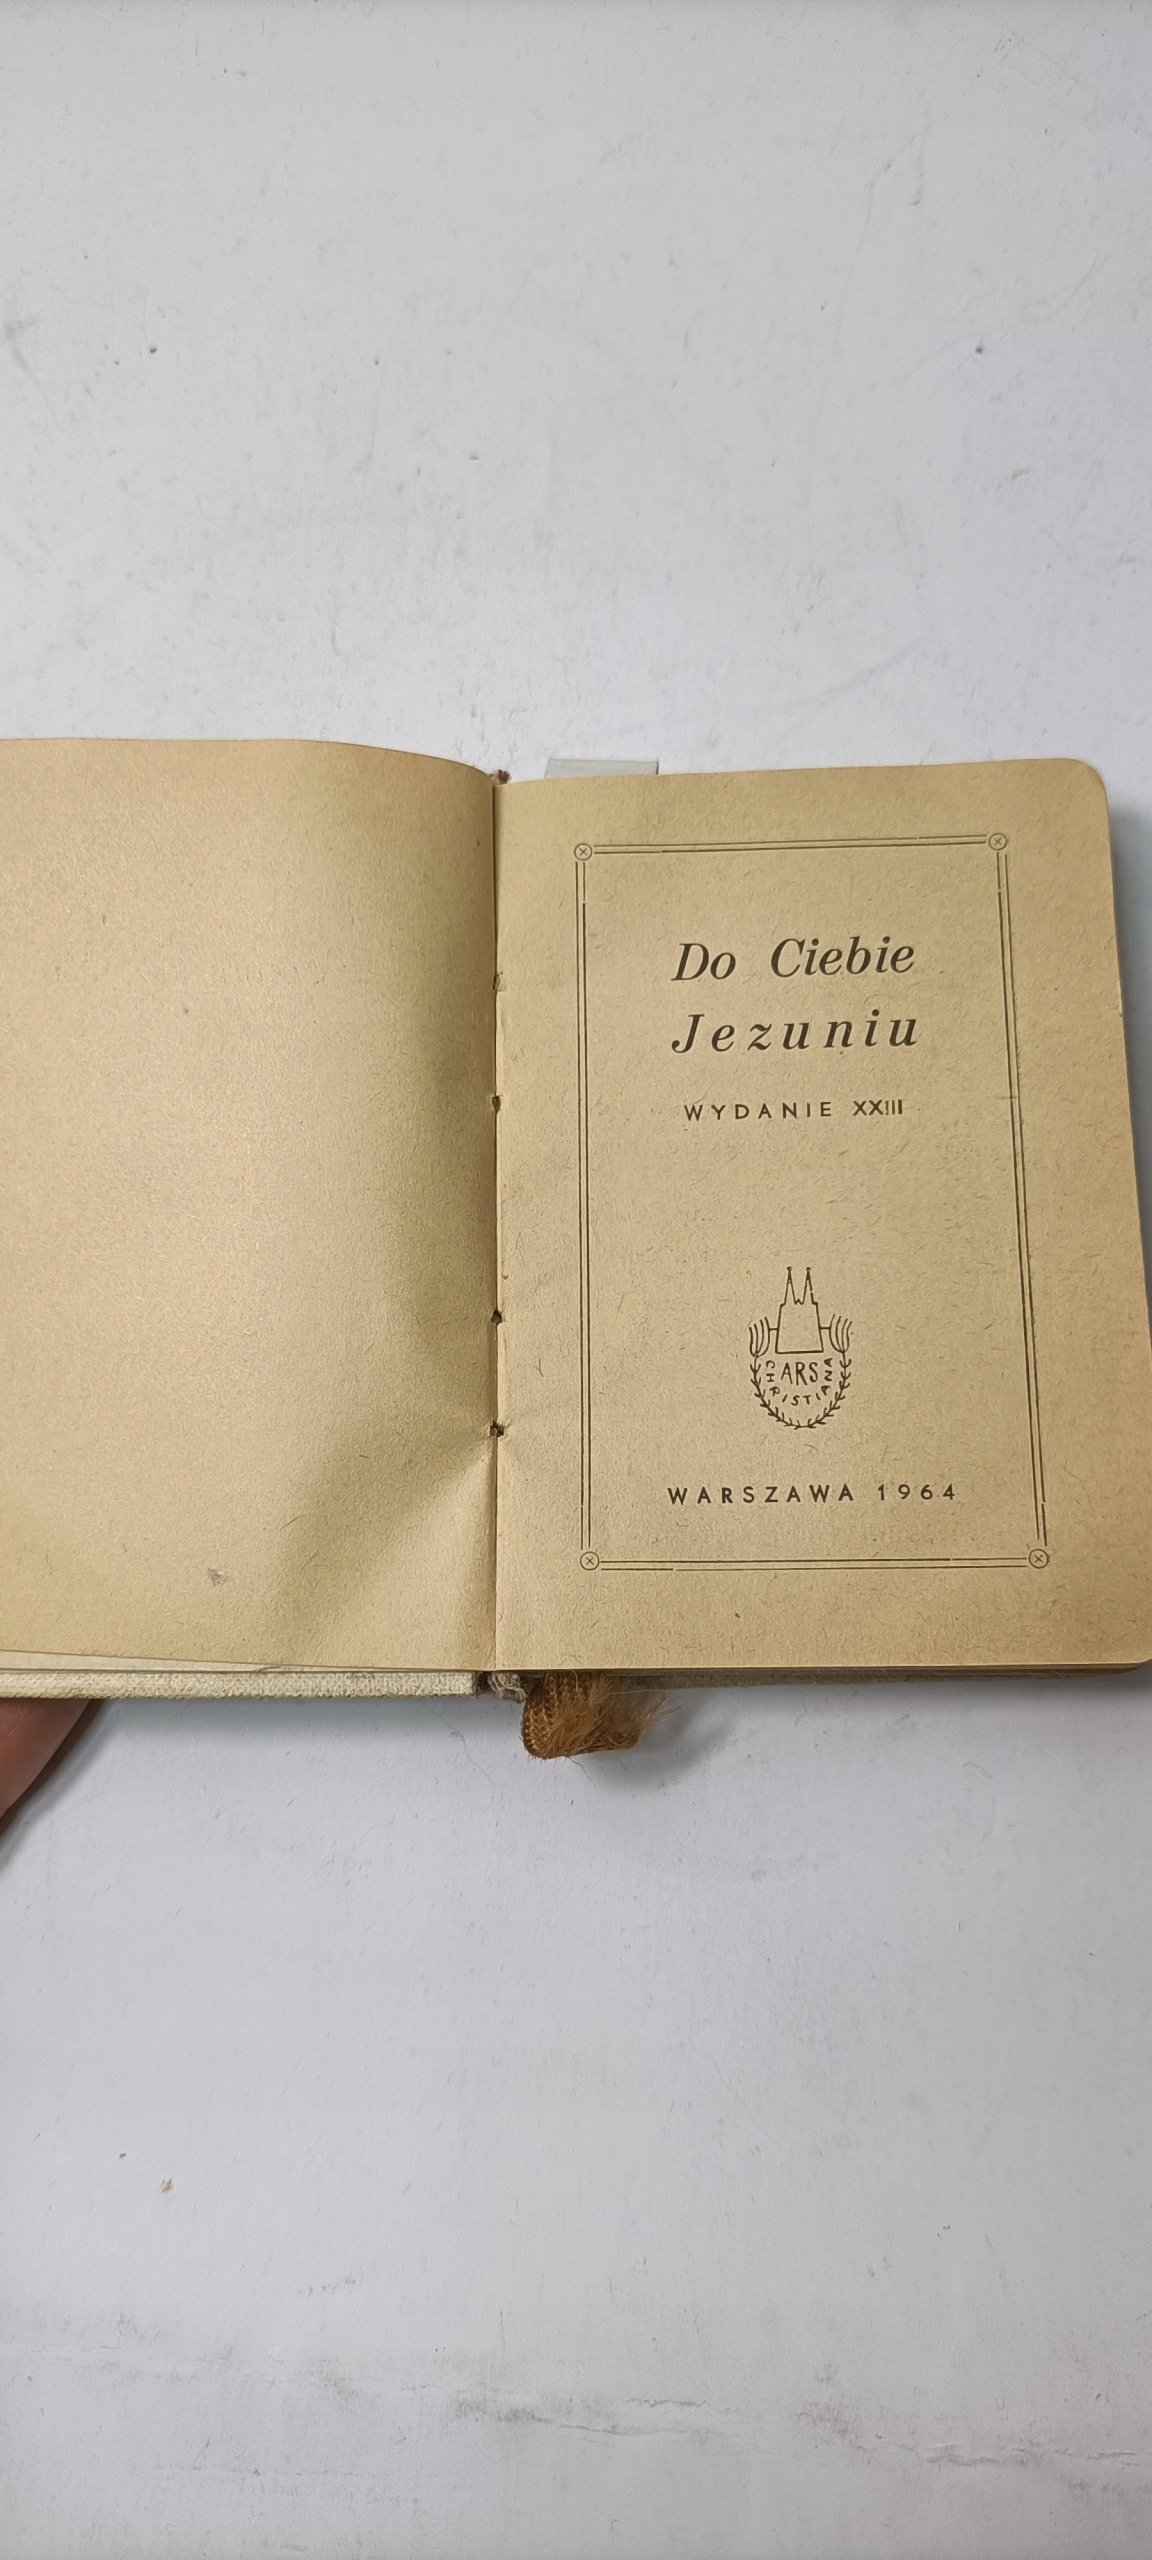 Do Ciebie
Jezuniu
WYDANIE XXIII
ARS
CHRISTIANA
WARSZAWA 1964